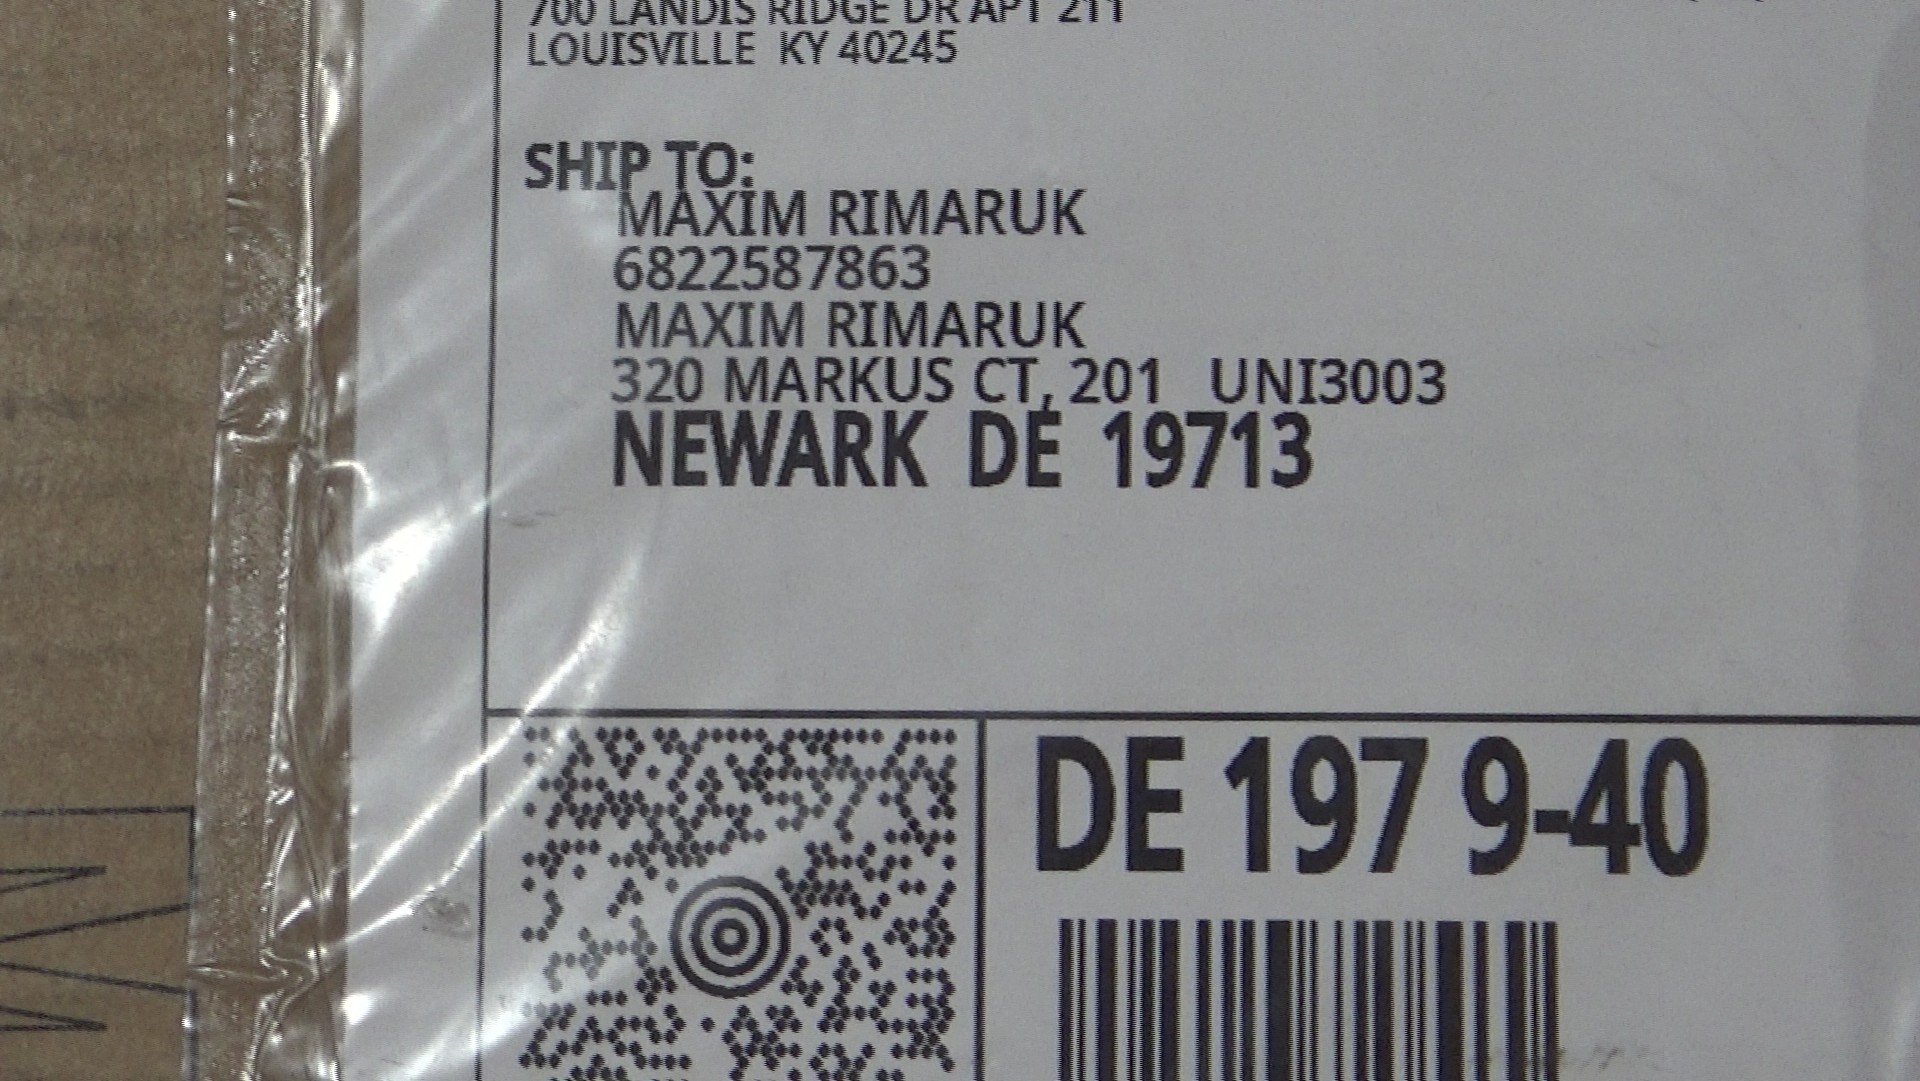 700 LANDIS RIDGE DR APT 211
LOUISVILLE KY 40245
SHIP TO:
MAXIM RIMARUK
6822587863
MAXIM RIMARUK
320 MARKUS CT, 201 UNI3003
NEWARK DE 19713
DE 197 9-40